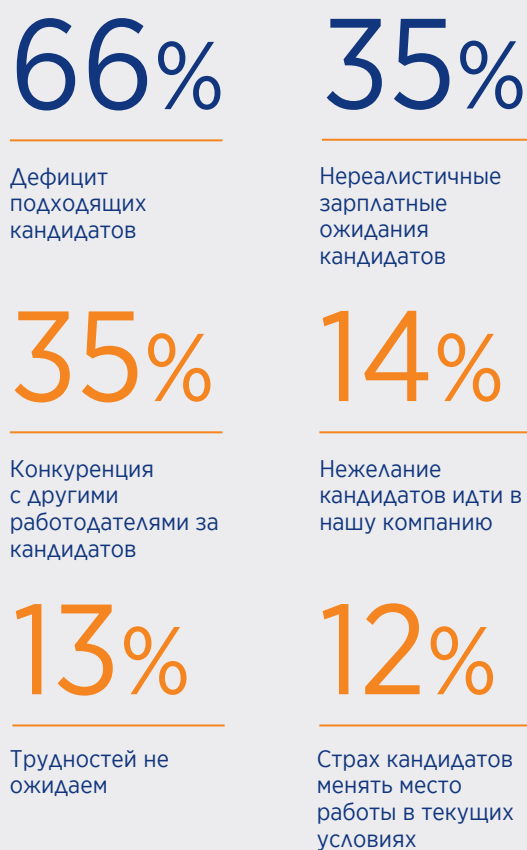 66%
Дефицит
подходящих
кандидатов
35%
Нереалистичные
зарплатные
ожидания
кандидатов
35%
Конкуренция
с другими
работодателями за
кандидатов
14%
Нежелание
кандидатов идти в
нашу компанию
13%
Трудностей не
ожидаем
12%
Страх кандидатов
менять место
работы в текущих
условиях